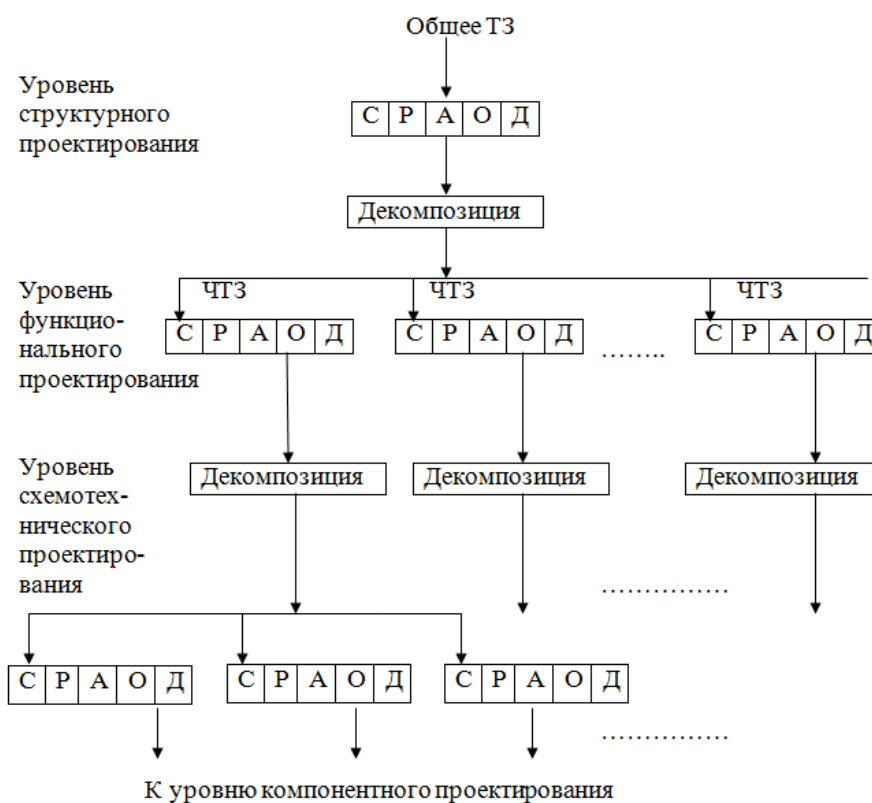 Общее ТЗ
Уровень
структурного
проектирования
С Р А О Д
Декомпозиция
ЧТЗ ЧТЗ ЧТЗ
Уровень
функцио-
нального
проектирования
С Р А О Д С Р А О Д …….. С Р А О Д
Уровень
схемотех-
нического
проектиро-
вания
Декомпозиция Декомпозиция Декомпозиция
……………
С Р А О Д С Р А О Д С Р А О Д
……………
К уровню компонентного проектирования